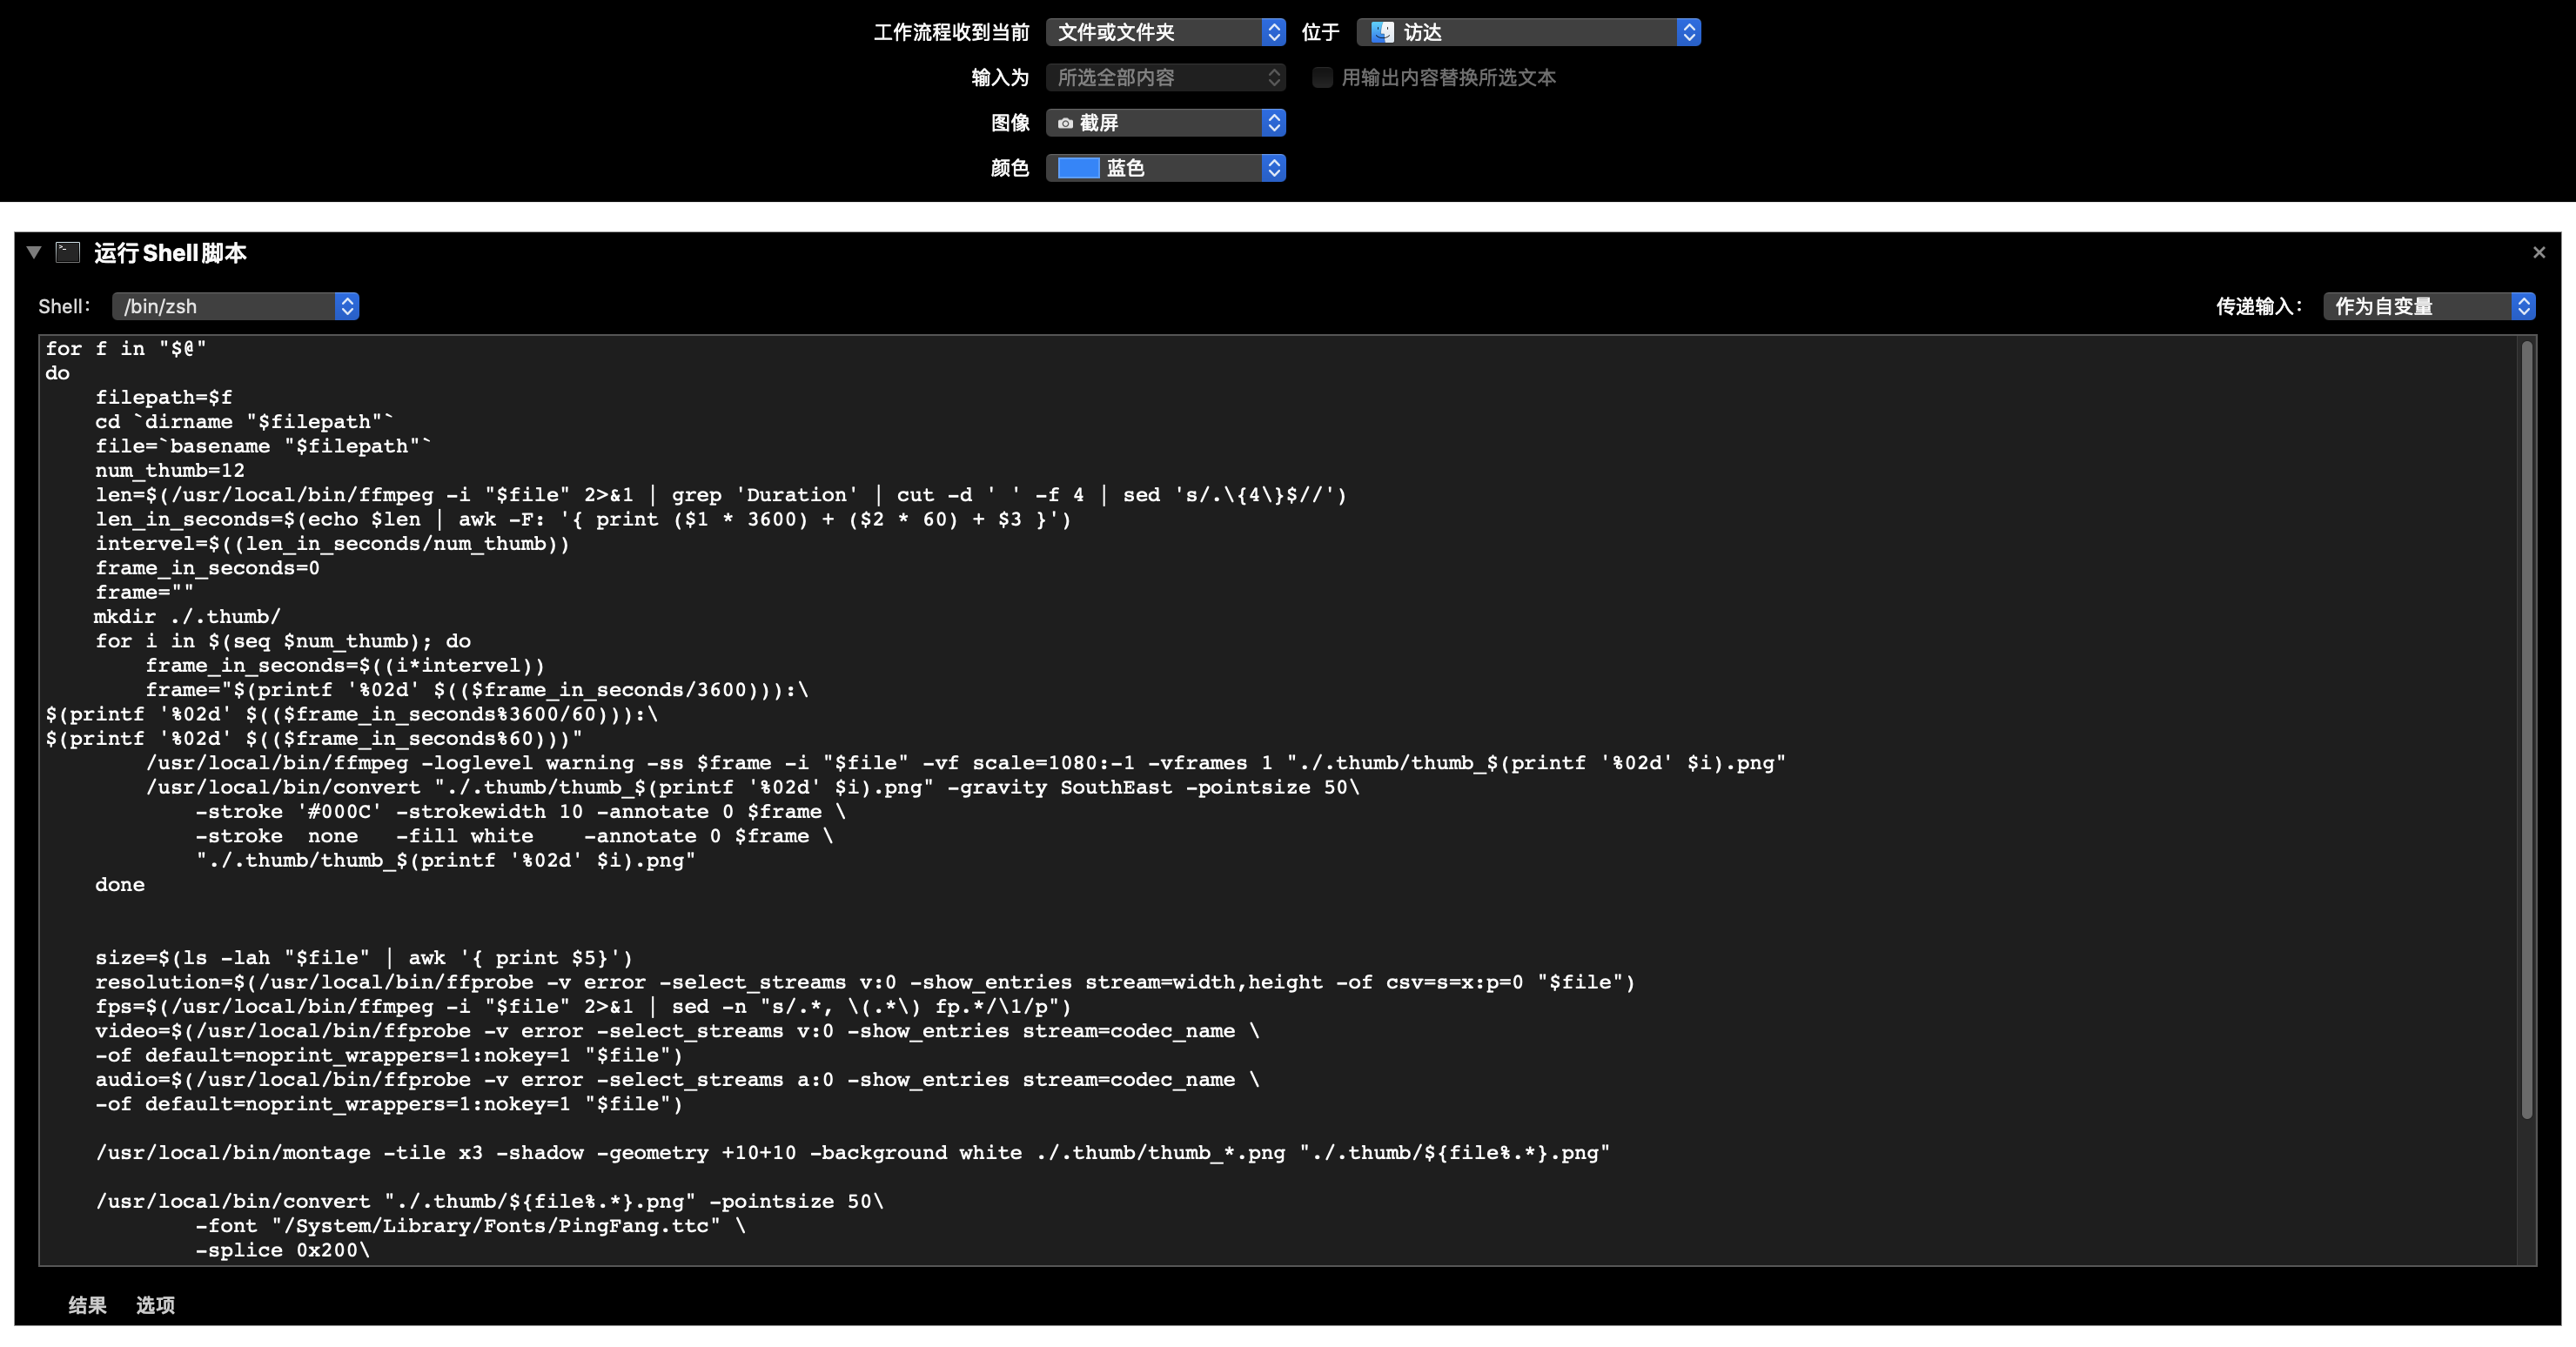 工作流程收到当前 文件或文件夹 位于 访达
输入为 所选全部内容 用输出内容替换所选文本
图像 截屏
颜色 蓝色
运行Shell脚本
Shell: /bin/zsh 传递输入: 作为自变量
for f in "$@"
do
    filepath=$f
    cd `dirname "$filepath"`
    file=`basename "$filepath"`
    num_thumb=12
    len=$(/usr/local/bin/ffmpeg -i "$file" 2>&1 | grep 'Duration' | cut -d ' ' -f 4 | sed 's/.\{4\}$//')
    len_in_seconds=$(echo $len | awk -F: '{ print ($1 * 3600) + ($2 * 60) + $3 }')
    intervel=$((len_in_seconds/num_thumb))
    frame_in_seconds=0
    frame=""
    mkdir ./.thumb/
    for i in $(seq $num_thumb); do
        frame_in_seconds=$((i*intervel))
        frame="$(printf '%02d' $(($frame_in_seconds/3600))):\
$(printf '%02d' $(($frame_in_seconds%3600/60))):\
$(printf '%02d' $(($frame_in_seconds%60)))"
        /usr/local/bin/ffmpeg -loglevel warning -ss $frame -i "$file" -vf scale=1080:-1 -vframes 1 "./.thumb/thumb_$(printf '%02d' $i).png"
        /usr/local/bin/convert "./.thumb/thumb_$(printf '%02d' $i).png" -gravity SouthEast -pointsize 50\
            -stroke '#000C' -strokewidth 10 -annotate 0 $frame \
            -stroke  none   -fill white    -annotate 0 $frame \
            "./.thumb/thumb_$(printf '%02d' $i).png"
    done
    size=$(ls -lah "$file" | awk '{ print $5}')
    resolution=$(/usr/local/bin/ffprobe -v error -select_streams v:0 -show_entries stream=width,height -of csv=s=x:p=0 "$file")
    fps=$(/usr/local/bin/ffmpeg -i "$file" 2>&1 | sed -n "s/.*, \(.*\) fp.*/\1/p")
    video=$(/usr/local/bin/ffprobe -v error -select_streams v:0 -show_entries stream=codec_name \
    -of default=noprint_wrappers=1:nokey=1 "$file")
    audio=$(/usr/local/bin/ffprobe -v error -select_streams a:0 -show_entries stream=codec_name \
    -of default=noprint_wrappers=1:nokey=1 "$file")
    /usr/local/bin/montage -tile x3 -shadow -geometry +10+10 -background white ./.thumb/thumb_*.png "./.thumb/${file%.*}.png"
    /usr/local/bin/convert "./.thumb/${file%.*}.png" -pointsize 50\
            -font "/System/Library/Fonts/PingFang.ttc" \
            -splice 0x200\
结果 选项